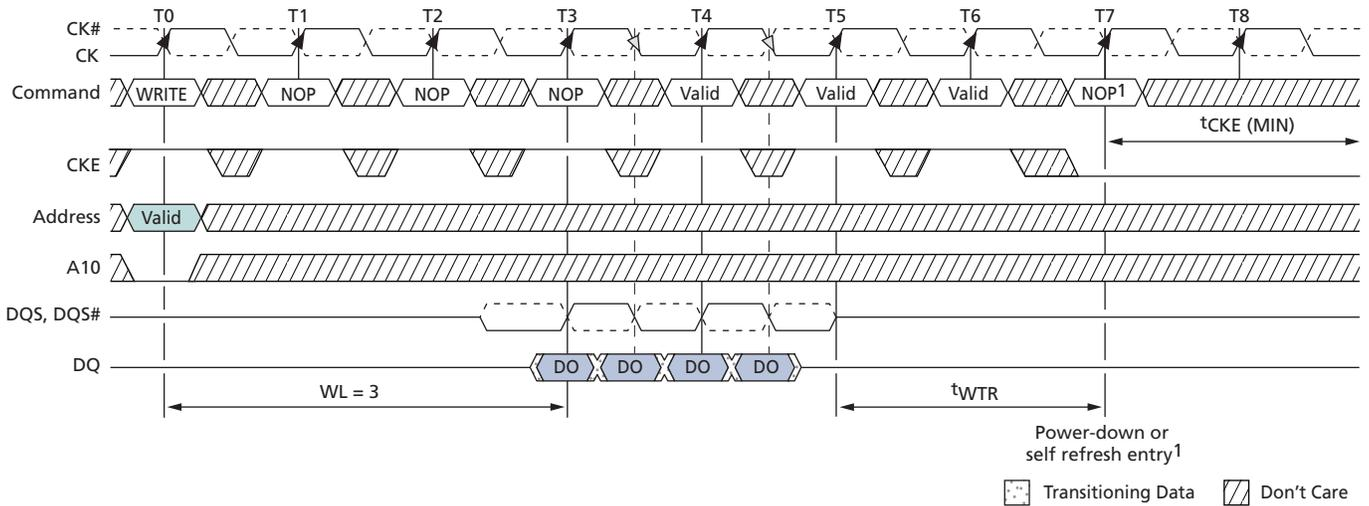 T0 T1 T2 T3 T4 T5 T6 T7 T8
CK#
CK
Command WRITE NOP NOP NOP Valid Valid Valid NOP1
tCKE (MIN)
CKE
Address Valid
A10
DQS, DQS#
DQ DO DO DO DO
WL = 3 tWTR
Power-down or
self refresh entry1
Transitioning Data Don't Care